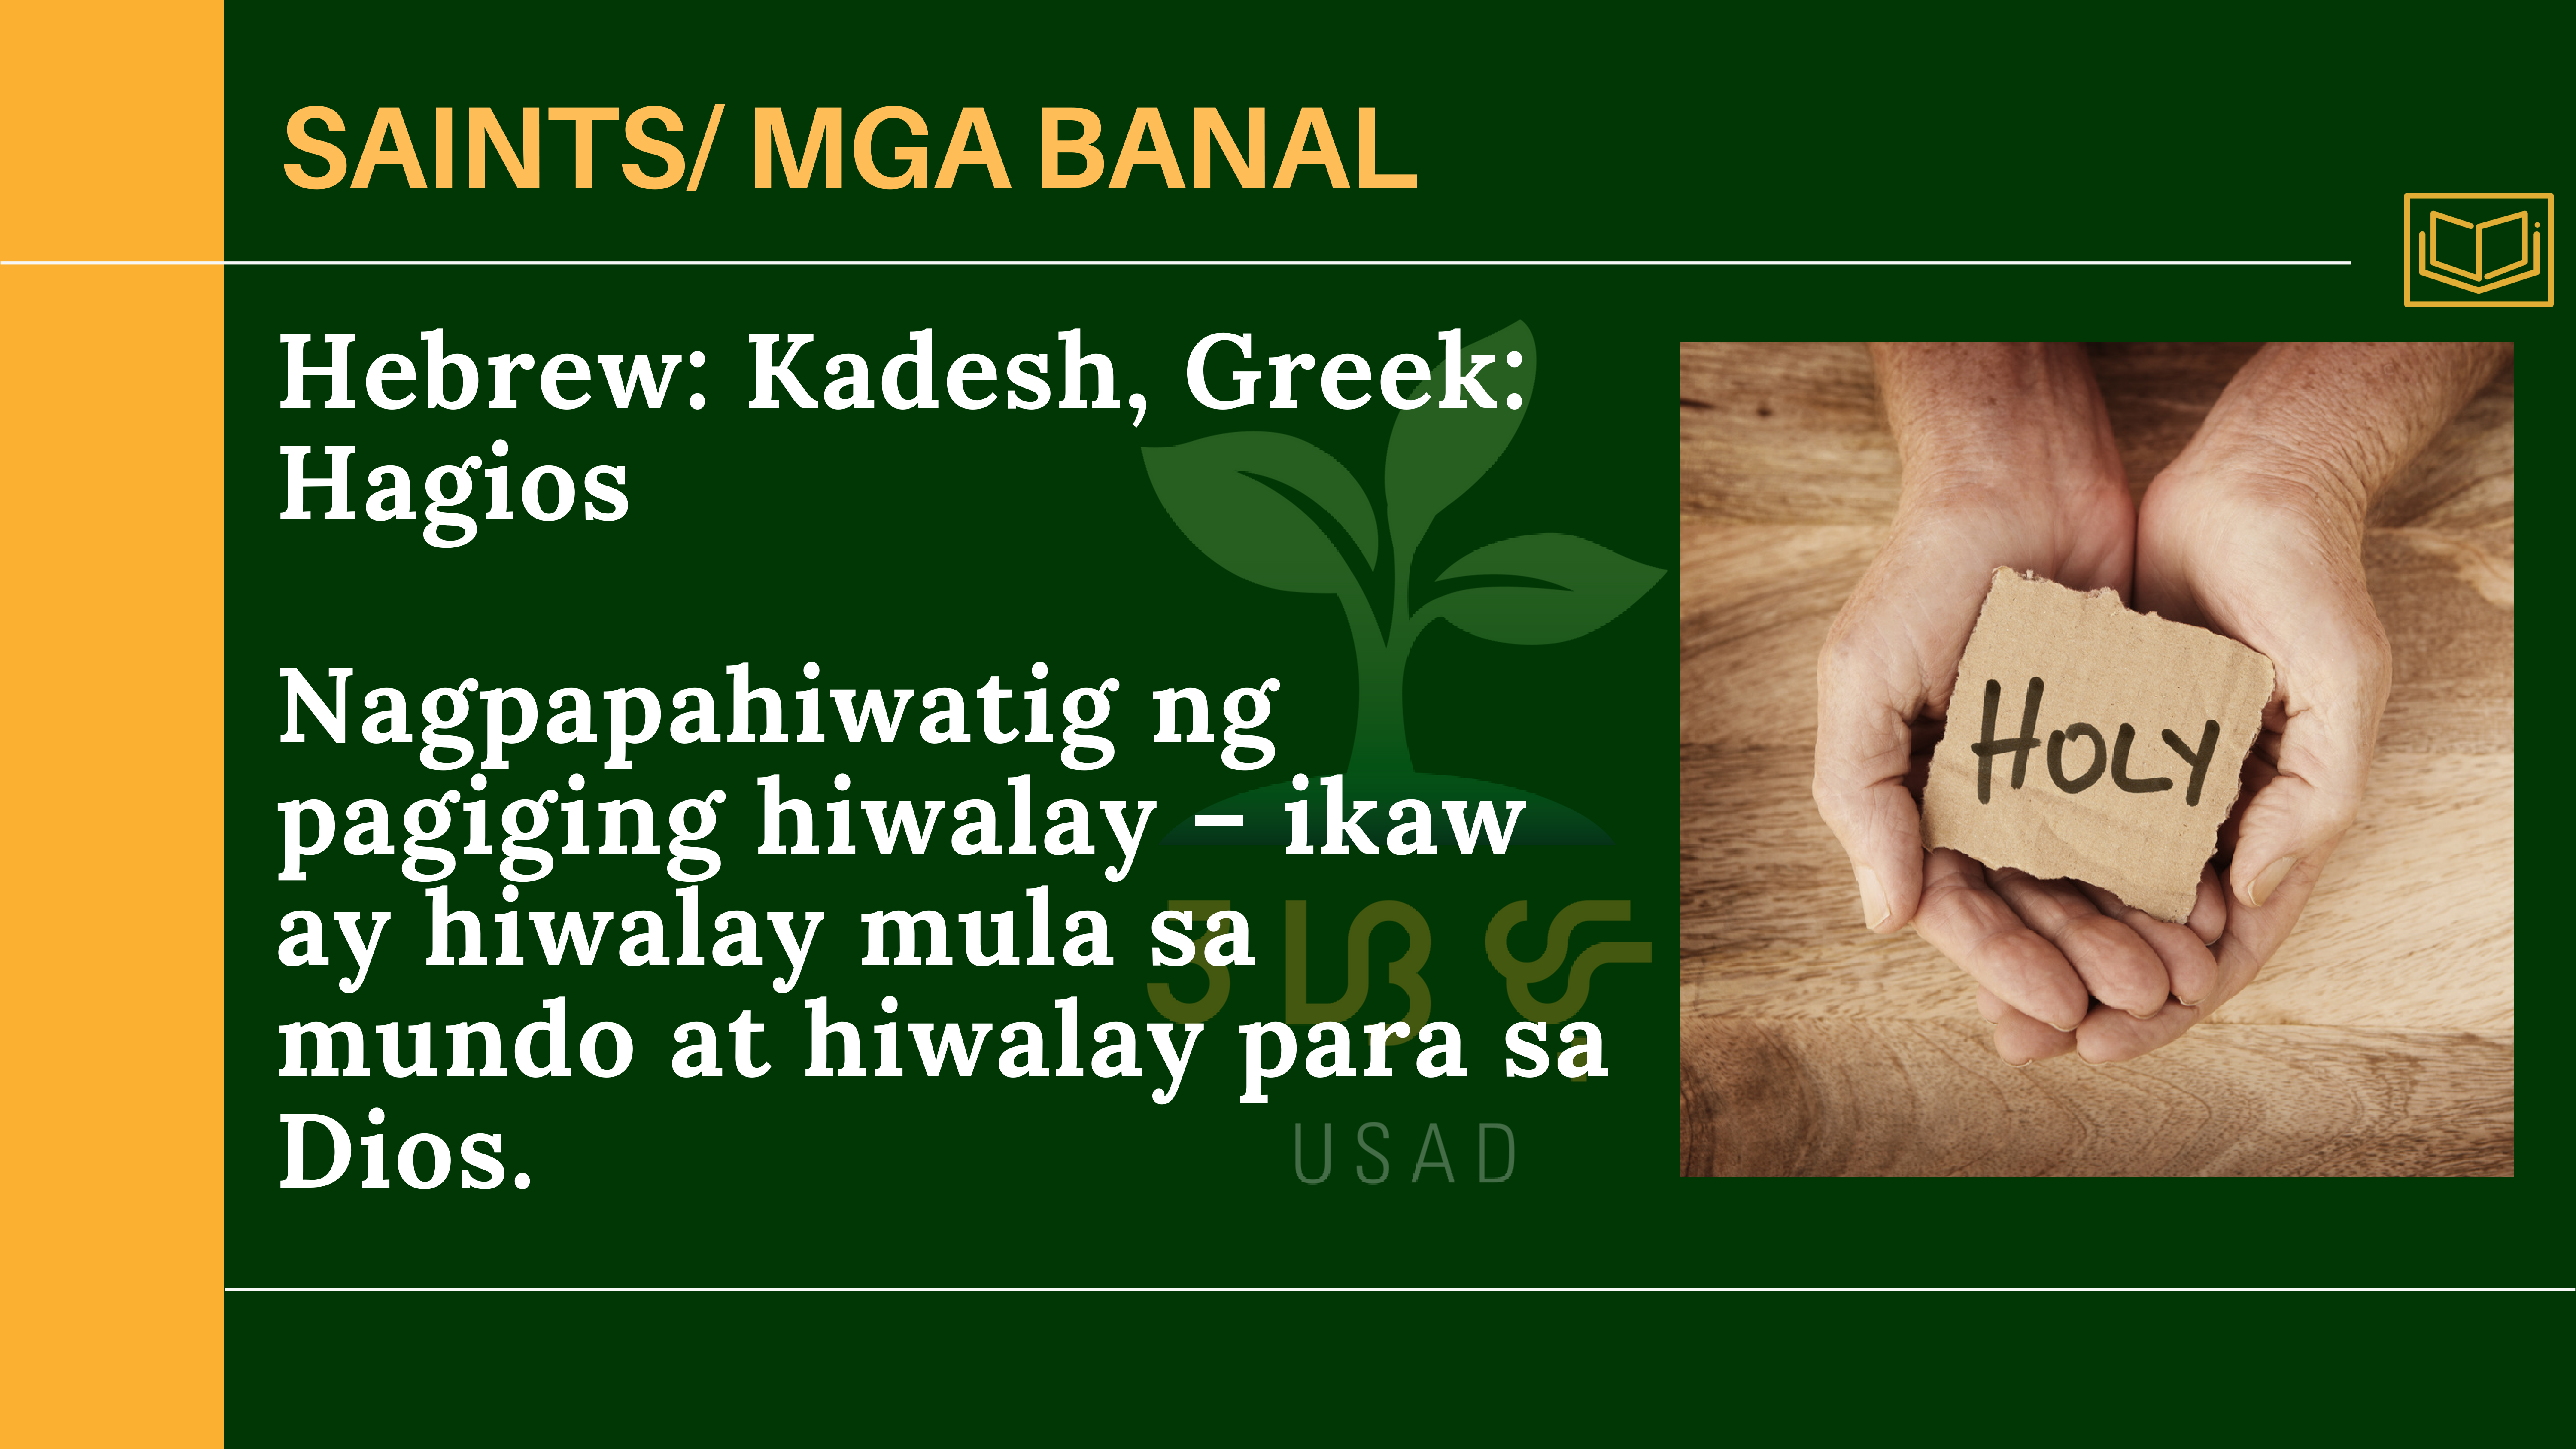 SAINTS/ MGA BANAL
Hebrew: Kadesh, Greek:
Hagios
Nagpapahiwatig ng
pagiging hiwalay – ikaw
ay hiwalay mula sa
mundo at hiwalay para sa
Dios.
HOLY
USAD